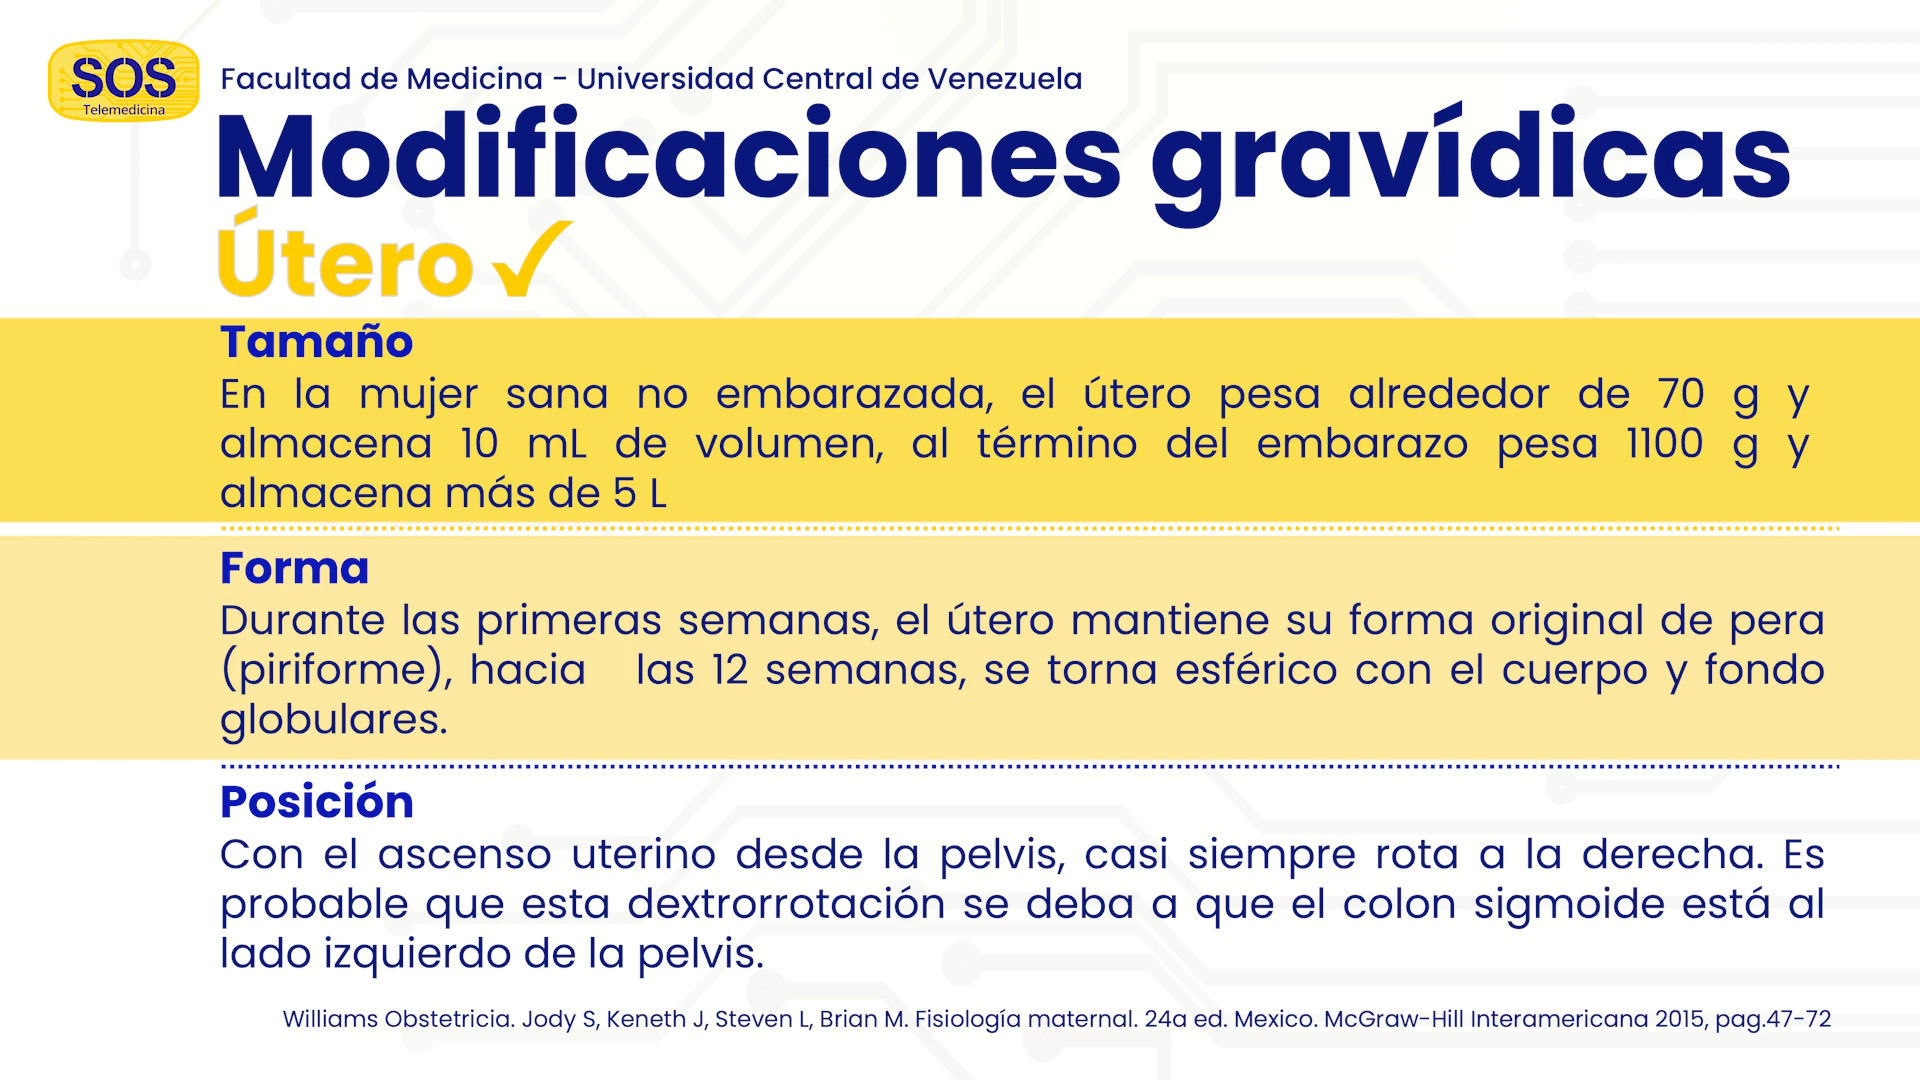 SOS
Telemedicina
Facultad de Medicina - Universidad Central de Venezuela
Modificaciones gravídicas
Útero ✓
Tamaño
En la mujer sana no embarazada, el útero pesa alrededor de 70 g y
almacena 10 mL de volumen, al término del embarazo pesa 1100 g y
almacena más de 5 L
Forma
Durante las primeras semanas, el útero mantiene su forma original de pera
(piriforme), hacia las 12 semanas, se torna esférico con el cuerpo y fondo
globulares.
Posición
Con el ascenso uterino desde la pelvis, casi siempre rota a la derecha. Es
probable que esta dextrorrotación se deba a que el colon sigmoide está al
lado izquierdo de la pelvis.
Williams Obstetricia. Jody S, Keneth J, Steven L, Brian M. Fisiología maternal. 24a ed. Mexico. McGraw-Hill Interamericana 2015, pag.47-72